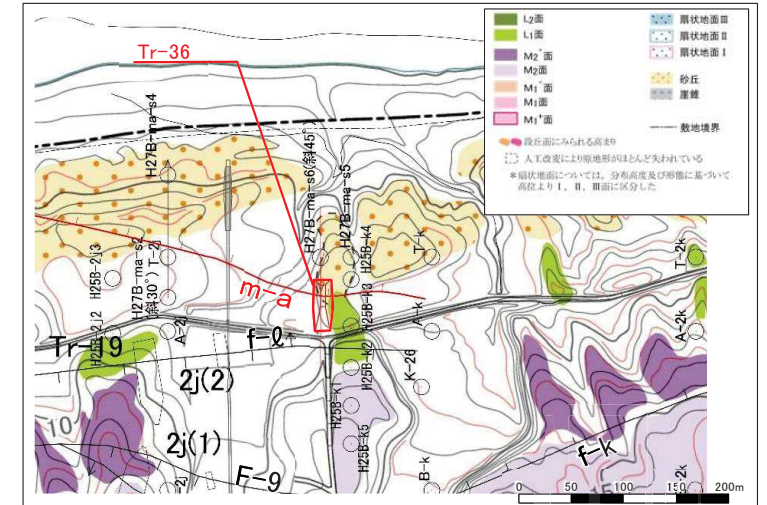 Tr-36
H27B-ma-s4
H27B-ma-s6(斜45°)
H27B-ma-s5
H25B-2j3
H27B-ma-s2
(斜30°)
T-2j
H25B-k4
T-k
T-2k
m-a
H25B-k3
H25B-2j2
A-2j
f-ℓ
A-k
A-2k
Tr-19
H25B-k2
2j(2)
K-26
H25B-k1
10
2j(1)
H25B-k5
f-k
F-9
B-k
15
0 50 100 150 200m
L₂面
L₁面
M₂´面
M₂面
M₁´面
M₁面
M₁⁺面
扇状地面Ⅲ
扇状地面Ⅱ
扇状地面Ⅰ
砂丘
崖錐
敷地境界
段丘面にみられる高まり
人工改変により原地形がほとんど失われている
*扇状地面については、分布高度及び形態に基づいて
高位よりⅠ、Ⅱ、Ⅲ面に区分した